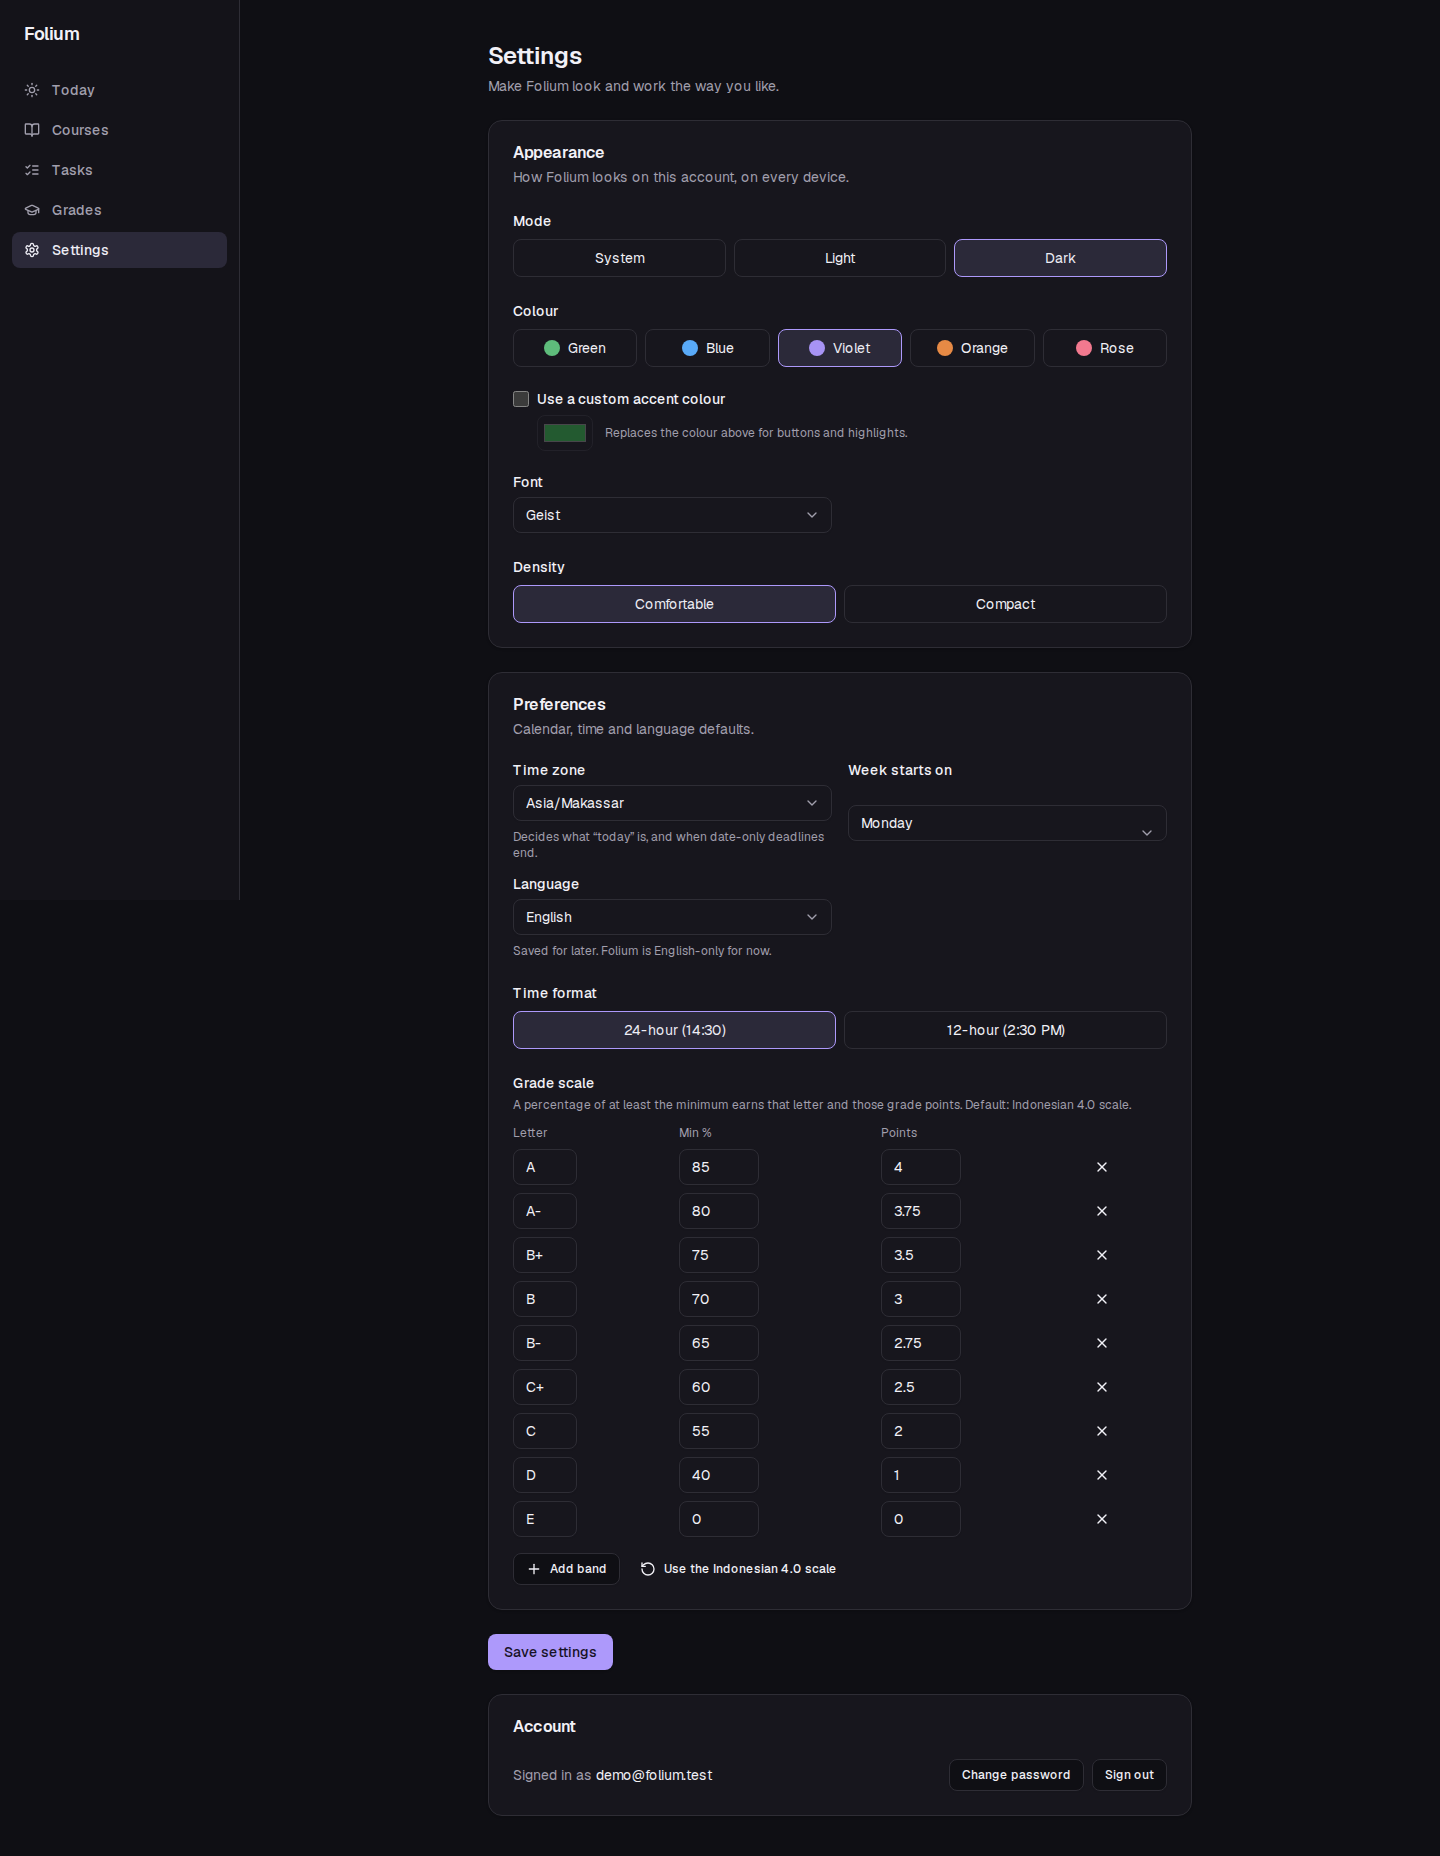 Folium
Today
Courses
Tasks
Grades
Settings
Settings
Make Folium look and work the way you like.
Appearance
How Folium looks on this account, on every device.
Mode
System
Light
Dark
Colour
Green
Blue
Violet
Orange
Rose
Use a custom accent colour
Replaces the colour above for buttons and highlights.
Font
Geist
Density
Comfortable
Compact
Preferences
Calendar, time and language defaults.
Time zone
Asia/Makassar
Decides what “today” is, and when date-only deadlines
end.
Week starts on
Monday
Language
English
Saved for later. Folium is English-only for now.
Time format
24-hour (14:30)
12-hour (2:30 PM)
Grade scale
A percentage of at least the minimum earns that letter and those grade points. Default: Indonesian 4.0 scale.
Letter Min % Points
A 85 4
A- 80 3.75
B+ 75 3.5
B 70 3
B- 65 2.75
C+ 60 2.5
C 55 2
D 40 1
E 0 0
Add band
Use the Indonesian 4.0 scale
Save settings
Account
Signed in as demo@folium.test
Change password
Sign out